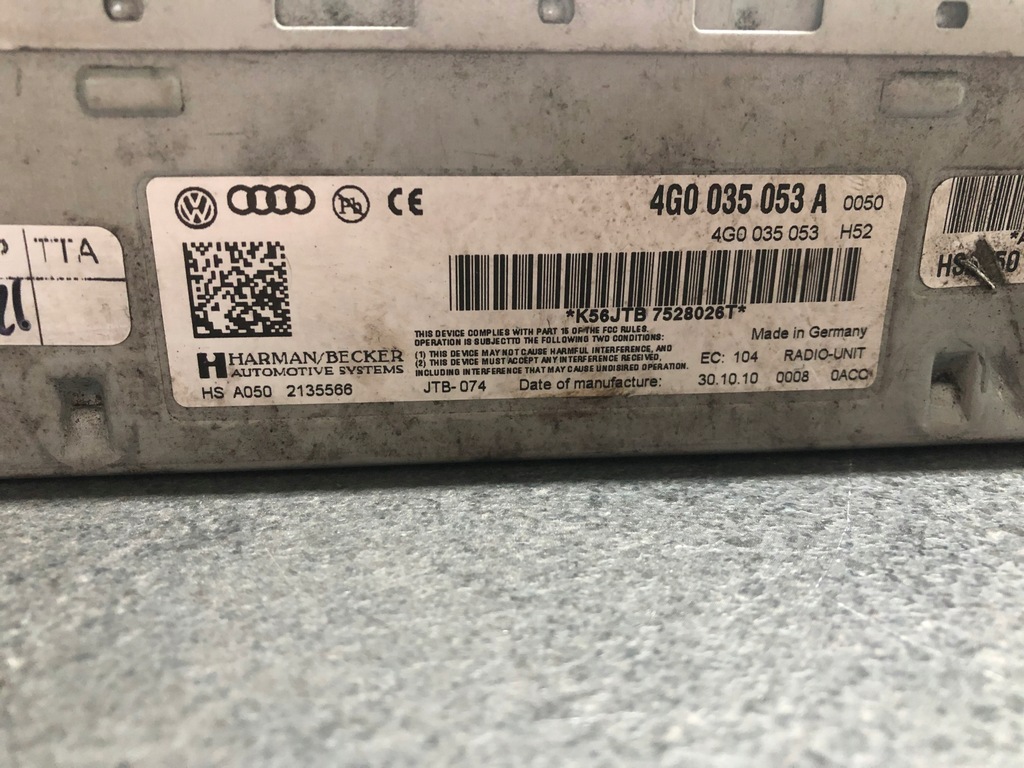 TTA
4G0 035 053 A 0050
4G0 035 053 H52
*K56JTB 7528026T*
THIS DEVICE COMPLIES WITH PART 15 OF THE FCC RULES.
OPERATION IS SUBJECTTO THE FOLLOWING TWO CONDITIONS:
(1) THIS DEVICE MAY NOT CAUSE HARMFUL INTERFERENCE, AND
(2) THIS DEVICE MUST ACCEPT ANY INTERFERENCE RECEIVED,
INCLUDING INTERFERENCE THAT MAY CAUSE UNDISIRED OPERATION.
Made in Germany
HARMAN/BECKER
AUTOMOTIVE SYSTEMS
EC: 104 RADIO-UNIT
HS A050 2135566 JTB-074 Date of manufacture: 30.10.10 0008 0ACC
Pb
CE